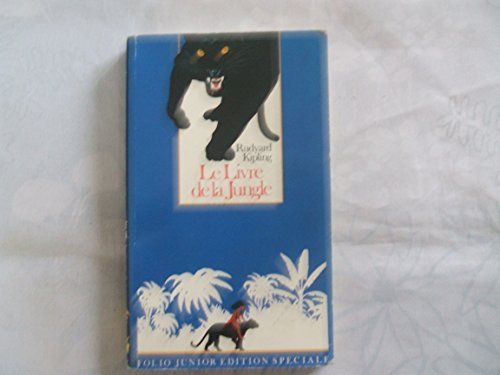 Rudyard
Kipling
Le Livre
de la Jungle
FOLIO JUNIOR EDITION SPECIALE